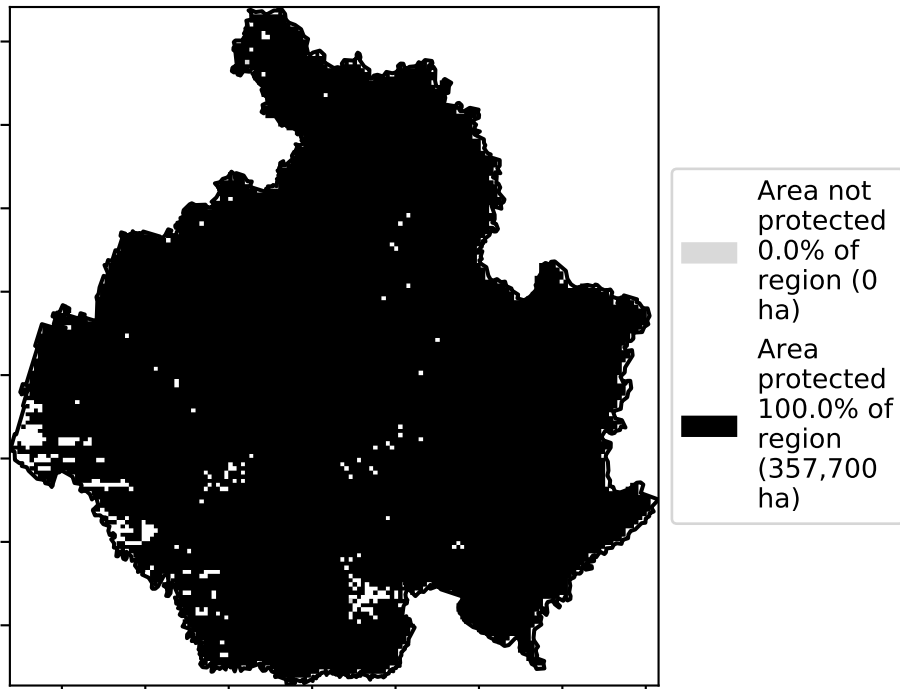 Area not
protected
0.0% of
region (0
ha)
Area
protected
100.0% of
region
(357,700
ha)